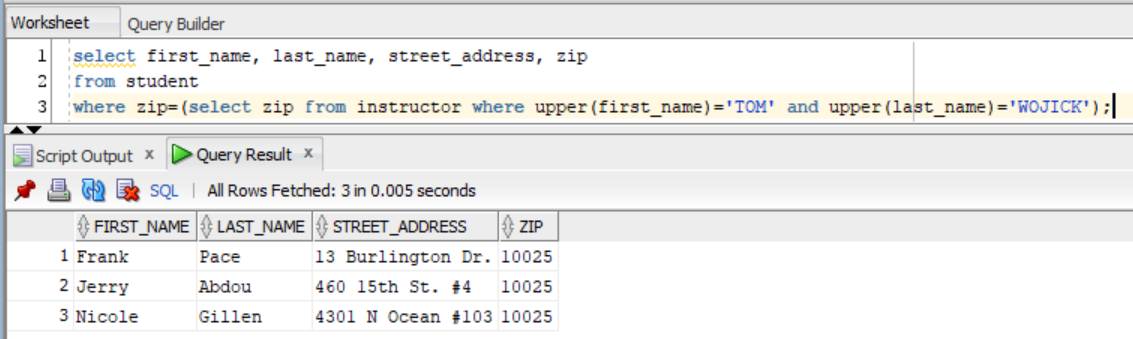 Worksheet Query Builder
1 select first_name, last_name, street_address, zip
2 from student
3 where zip=(select zip from instructor where upper(first_name)='TOM' and upper(last_name)='WOJICK');
Script Output x Query Result x
SQL | All Rows Fetched: 3 in 0.005 seconds
FIRST_NAME LAST_NAME STREET_ADDRESS ZIP
1 Frank Pace 13 Burlington Dr. 10025
2 Jerry Abdou 460 15th St. #4 10025
3 Nicole Gillen 4301 N Ocean #103 10025